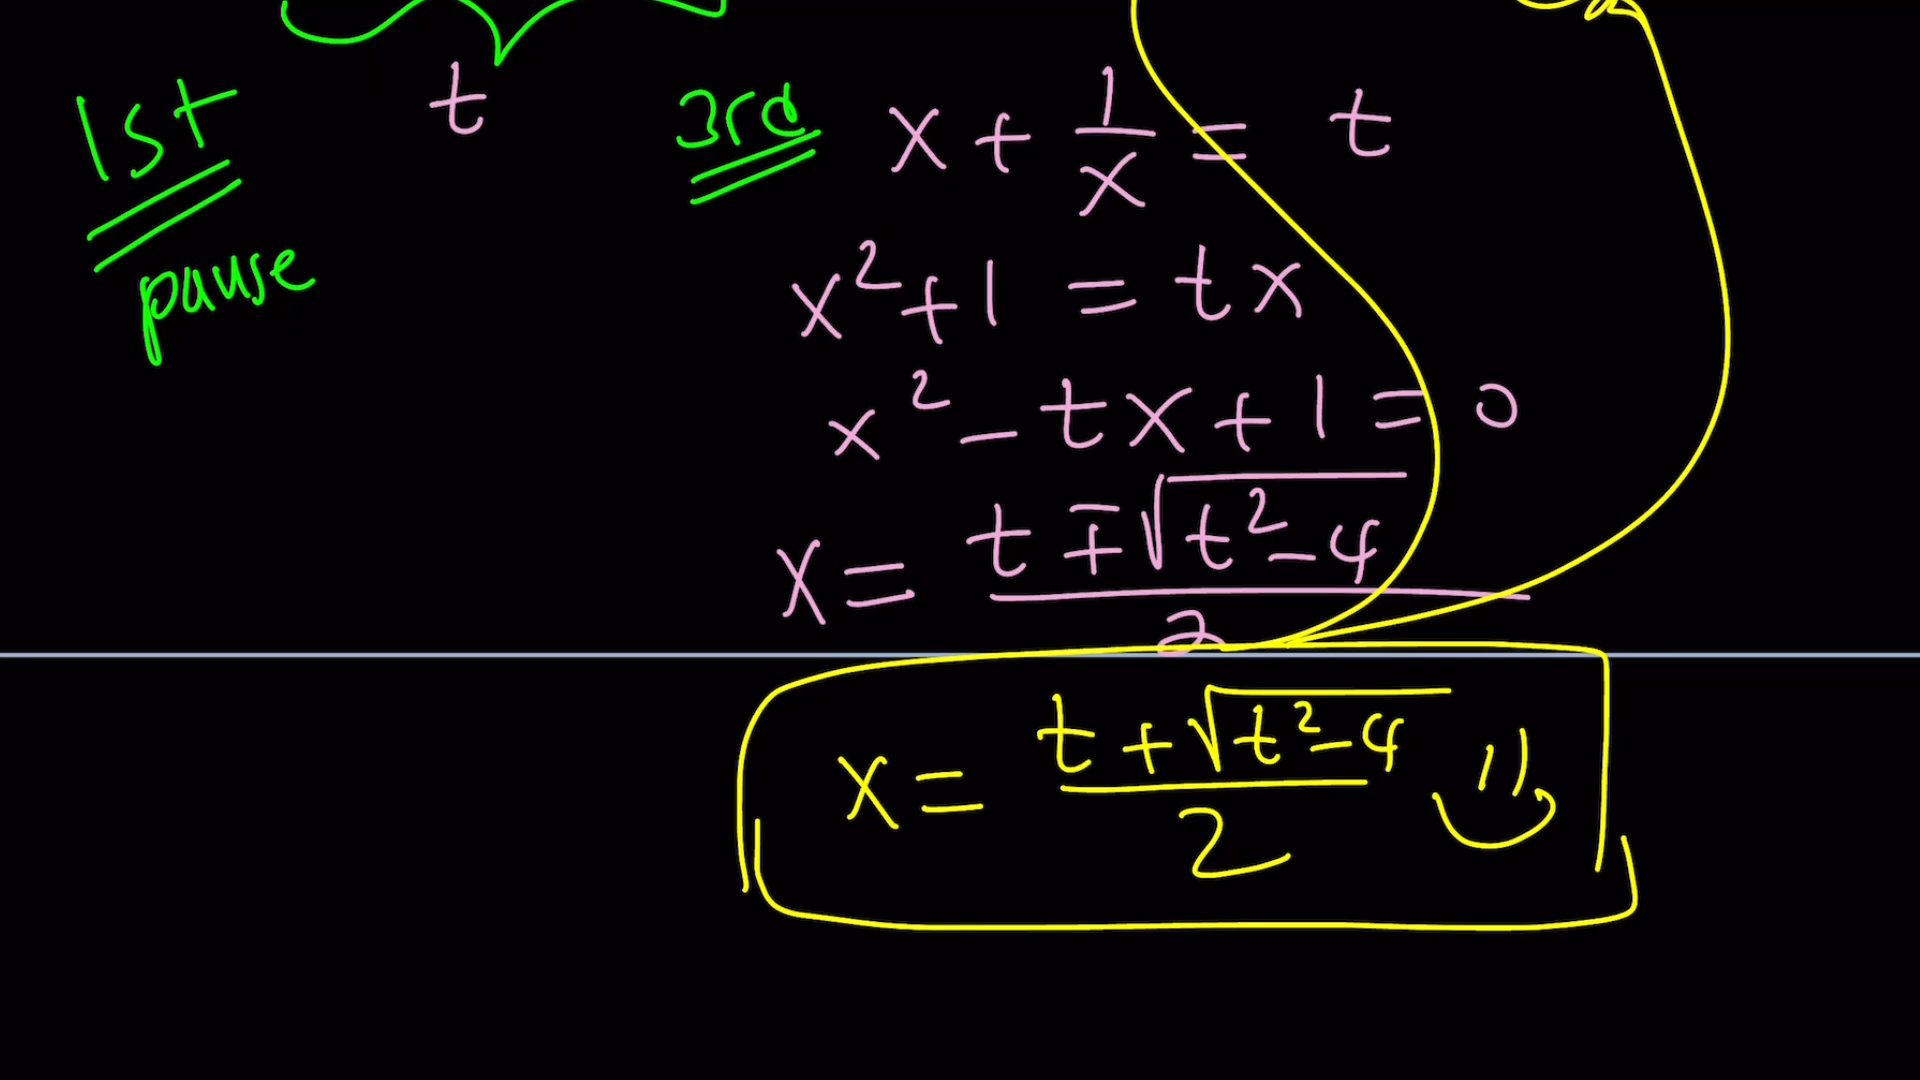 1st
pause
t
3rd
x + 1/x = t
x² + 1 = tx
x² - tx + 1 = 0
x = (t ∓ √(t² - 4)) / 2
x = (t + √(t² - 4)) / 2